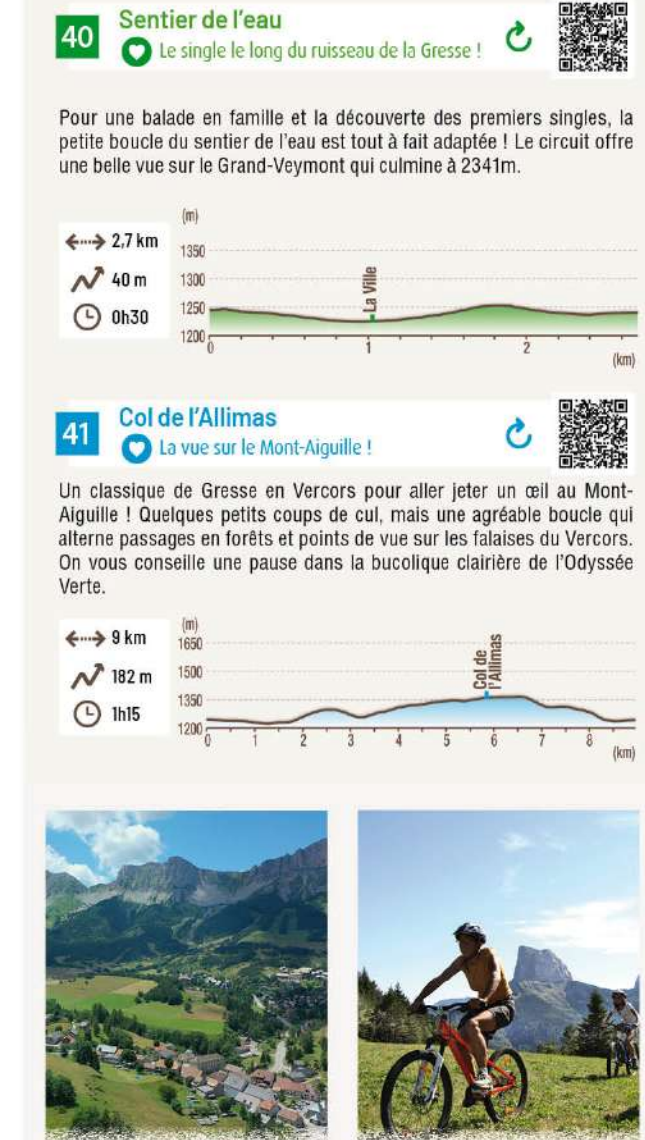 40
Sentier de l'eau
Le single le long du ruisseau de la Gresse !
Pour une balade en famille et la découverte des premiers singles, la
petite boucle du sentier de l'eau est tout à fait adaptée ! Le circuit offre
une belle vue sur le Grand-Veymont qui culmine à 2341m.
2,7 km
40 m
0h30
(m)
1350
1300
1250
1200
La Ville
0 1 2
(km)
41
Col de l'Allimas
La vue sur le Mont-Aiguille !
Un classique de Gresse en Vercors pour aller jeter un œil au Mont-
Aiguille ! Quelques petits coups de cul, mais une agréable boucle qui
alterne passages en forêts et points de vue sur les falaises du Vercors.
On vous conseille une pause dans la bucolique clairière de l'Odyssée
Verte.
9 km
182 m
1h15
(m)
1650
1500
1350
1200
Col de
l'Allimas
0 1 2 3 4 5 6 7 8
(km)